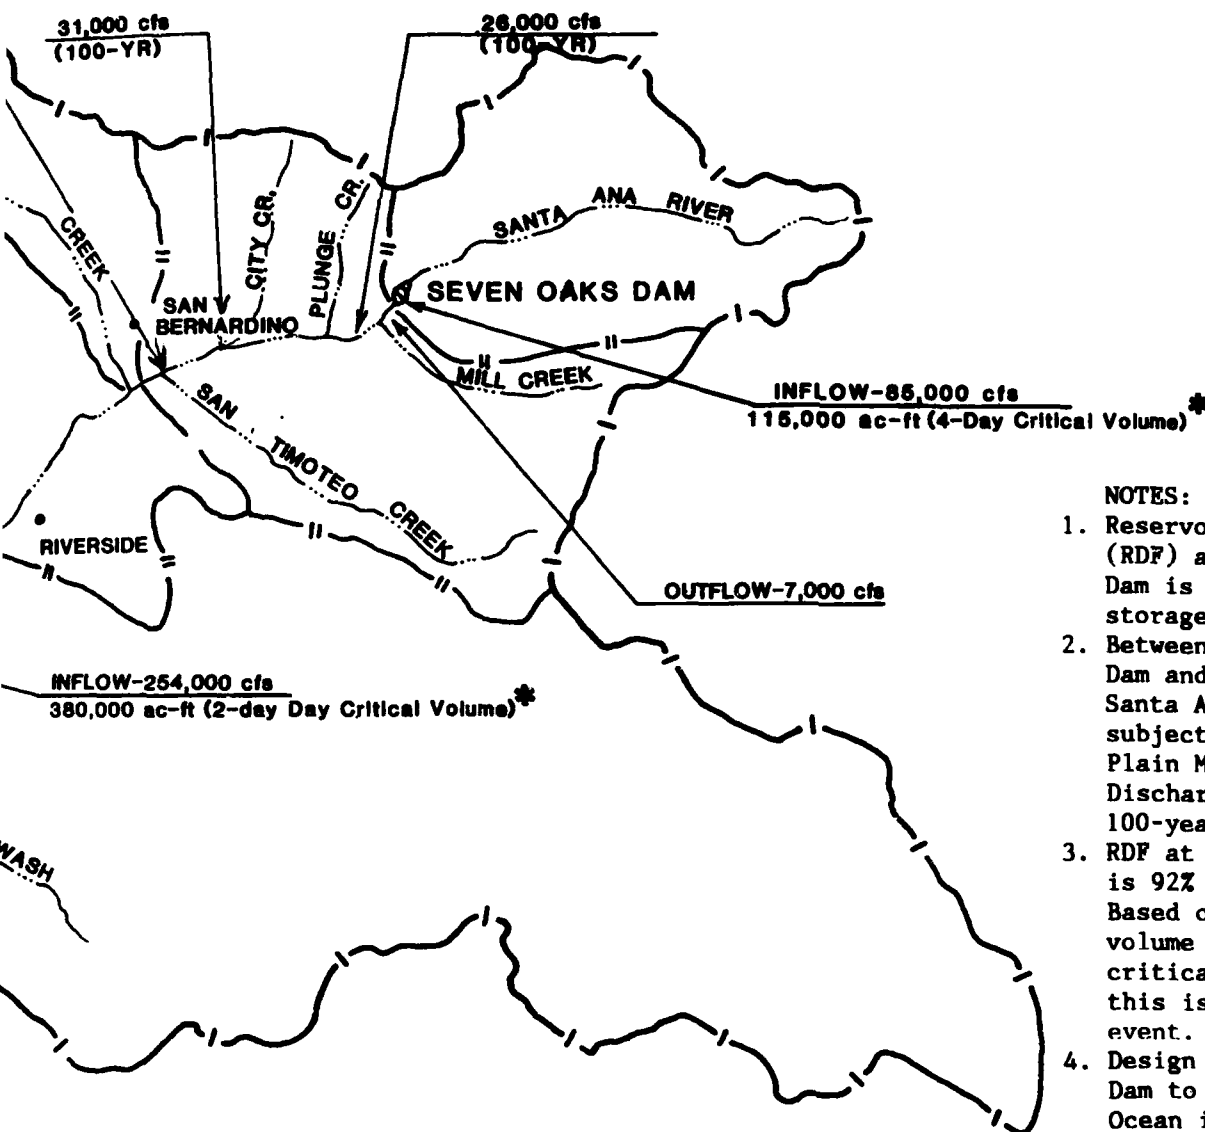 31,000 cfs
(100-YR)
26,000 cfs
(100-YR)
CREEK
CITY CR.
PLUNGE CR.
SANTA ANA RIVER
SAN
BERNARDINO
SEVEN OAKS DAM
MILL CREEK
INFLOW-85,000 cfs
115,000 ac-ft (4-Day Critical Volume)*
SAN TIMOTEO CREEK
RIVERSIDE
OUTFLOW-7,000 cfs
INFLOW-254,000 cfs
380,000 ac-ft (2-day Day Critical Volume)*
WASH
NOTES:
1. Reservo
(RDF) a
Dam is
storage
2. Between
Dam and
Santa A
subject
Plain M
Dischar
100-yea
3. RDF at
is 92%
Based o
volume
critica
this is
event.
4. Design
Dam to
Ocean i